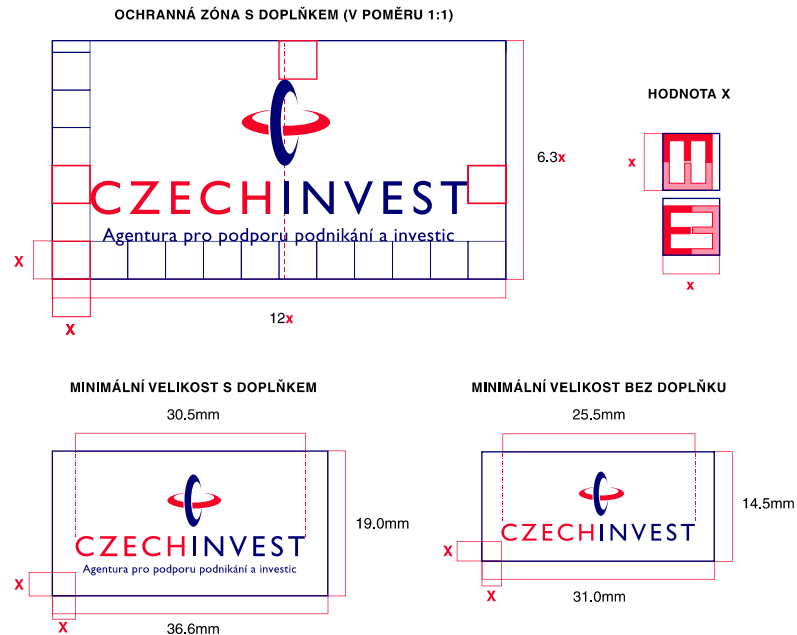 OCHRANNÁ ZÓNA S DOPLŇKEM (V POMĚRU 1:1)
HODNOTA X
6.3x
x
CZECHINVEST
Agentura pro podporu podnikání a investic
x
x
x
12x
x
MINIMÁLNÍ VELIKOST S DOPLŇKEM
30.5mm
19.0mm
CZECHINVEST
Agentura pro podporu podnikání a investic
x
x
36.6mm
MINIMÁLNÍ VELIKOST BEZ DOPLŇKU
25.5mm
14.5mm
CZECHINVEST
x
x
31.0mm